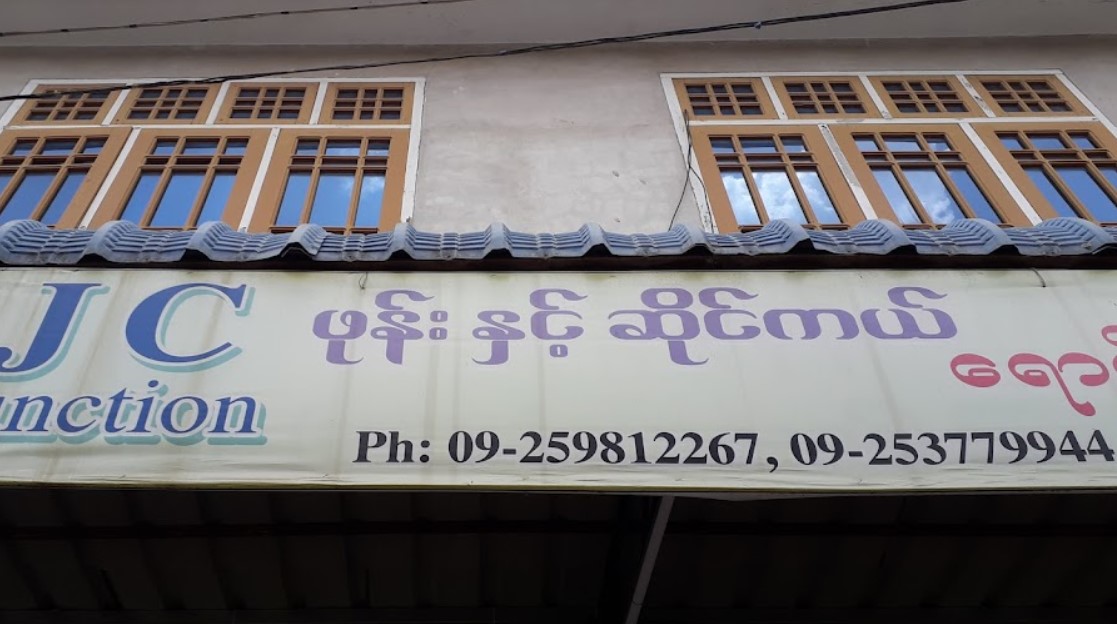 JC
ဖုန်း နှင့် ဆိုင်ကယ်
unction
Ph: 09-259812267, 09-253779944